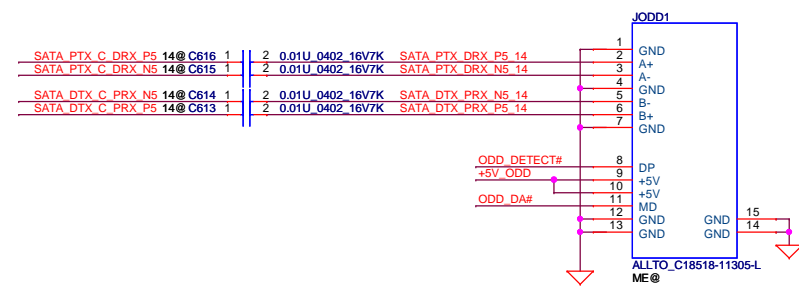 JODD1
1 GND
SATA_PTX_C_DRX_P5 14@ C616 1 2 0.01U_0402_16V7K SATA_PTX_DRX_P5_14 2 A+
SATA_PTX_C_DRX_N5 14@ C615 1 2 0.01U_0402_16V7K SATA_PTX_DRX_N5_14 3 A-
4 GND
SATA_DTX_C_PRX_N5 14@ C614 1 2 0.01U_0402_16V7K SATA_DTX_PRX_N5_14 5 B-
SATA_DTX_C_PRX_P5 14@ C613 1 2 0.01U_0402_16V7K SATA_DTX_PRX_P5_14 6 B+
7 GND
ODD_DETECT# 8 DP
+5V_ODD 9 +5V
10 +5V
ODD_DA# 11 MD
12 GND GND 15
13 GND GND 14
ALLTO_C18518-11305-L
ME@